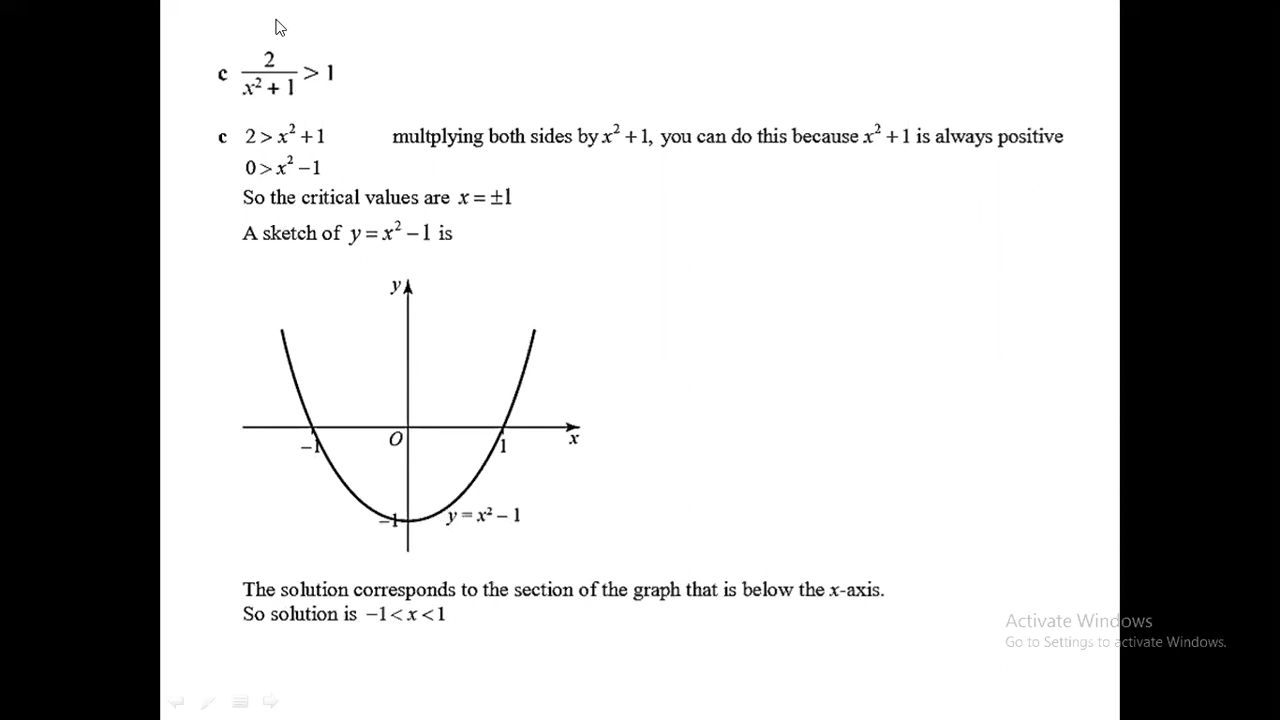 c 2/(x² + 1) > 1
c 2 > x² + 1 multplying both sides by x² + 1, you can do this because x² + 1 is always positive
0 > x² − 1
So the critical values are x = ±1
A sketch of y = x² − 1 is
y
−1 O 1 x
−1 y = x² − 1
The solution corresponds to the section of the graph that is below the x-axis.
So solution is −1 < x < 1
Activate Windows
Go to Settings to activate Windows.